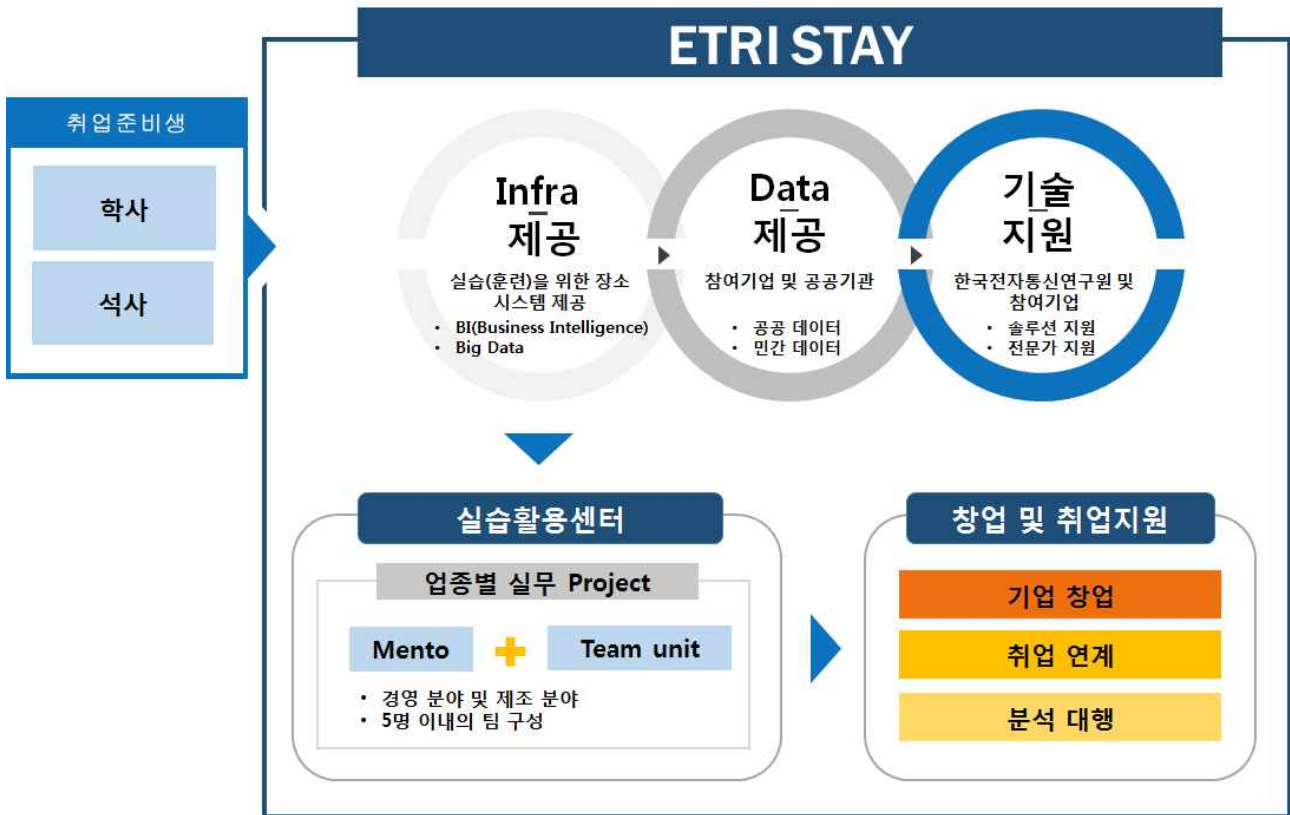 ETRI STAY
취업준비생
학사
석사
Infra
제공
실습(훈련)을 위한 장소
시스템 제공
• BI(Business Intelligence)
• Big Data
Data
제공
참여기업 및 공공기관
• 공공 데이터
• 민간 데이터
기술
지원
한국전자통신연구원 및
참여기업
• 솔루션 지원
• 전문가 지원
실습활용센터
업종별 실무 Project
Mento
Team unit
• 경영 분야 및 제조 분야
• 5명 이내의 팀 구성
창업 및 취업지원
기업 창업
취업 연계
분석 대행